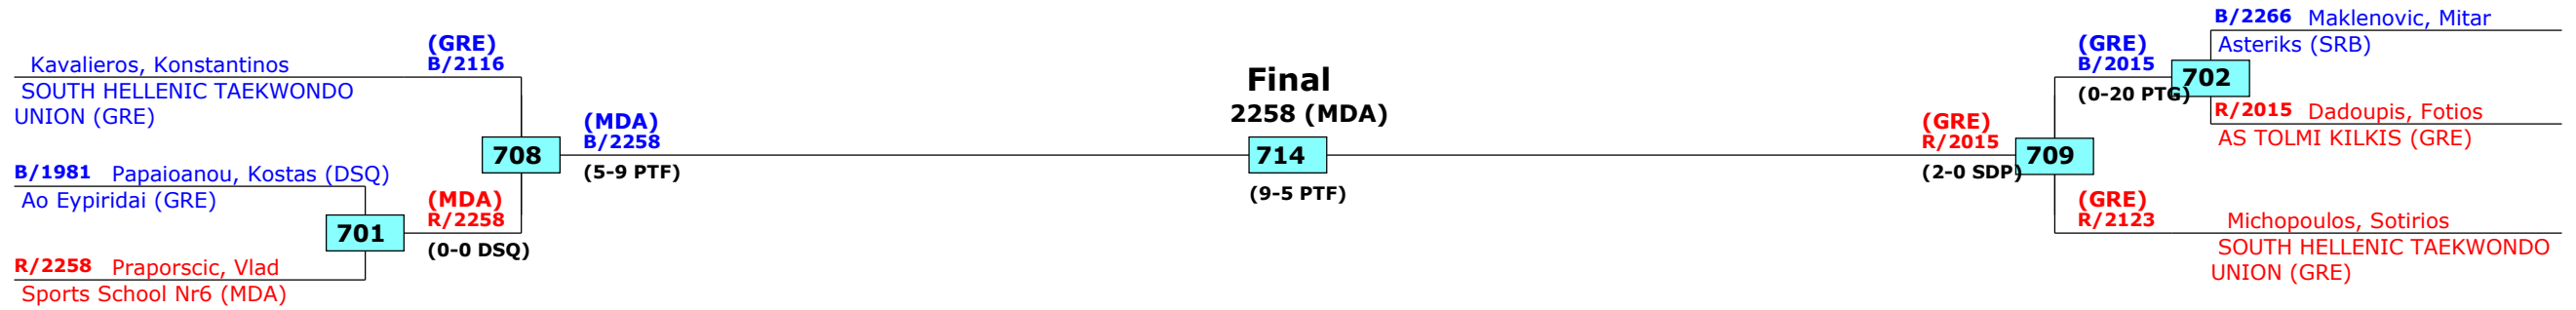 (GRE)
B/2116
Kavalieros, Konstantinos
SOUTH HELLENIC TAEKWONDO
UNION (GRE)
708
(MDA)
B/2258
(5-9 PTF)
B/1981 Papaioanou, Kostas (DSQ)
Ao Eypiridai (GRE)
701
(MDA)
R/2258
(0-0 DSQ)
R/2258 Praporscic, Vlad
Sports School Nr6 (MDA)
Final
2258 (MDA)
714
(9-5 PTF)
(GRE)
R/2015
(2-0 SDP)
709
(GRE)
B/2015
(0-20 PTG)
702
B/2266 Maklenovic, Mitar
Asteriks (SRB)
R/2015 Dadoupis, Fotios
AS TOLMI KILKIS (GRE)
(GRE)
R/2123
Michopoulos, Sotirios
SOUTH HELLENIC TAEKWONDO
UNION (GRE)